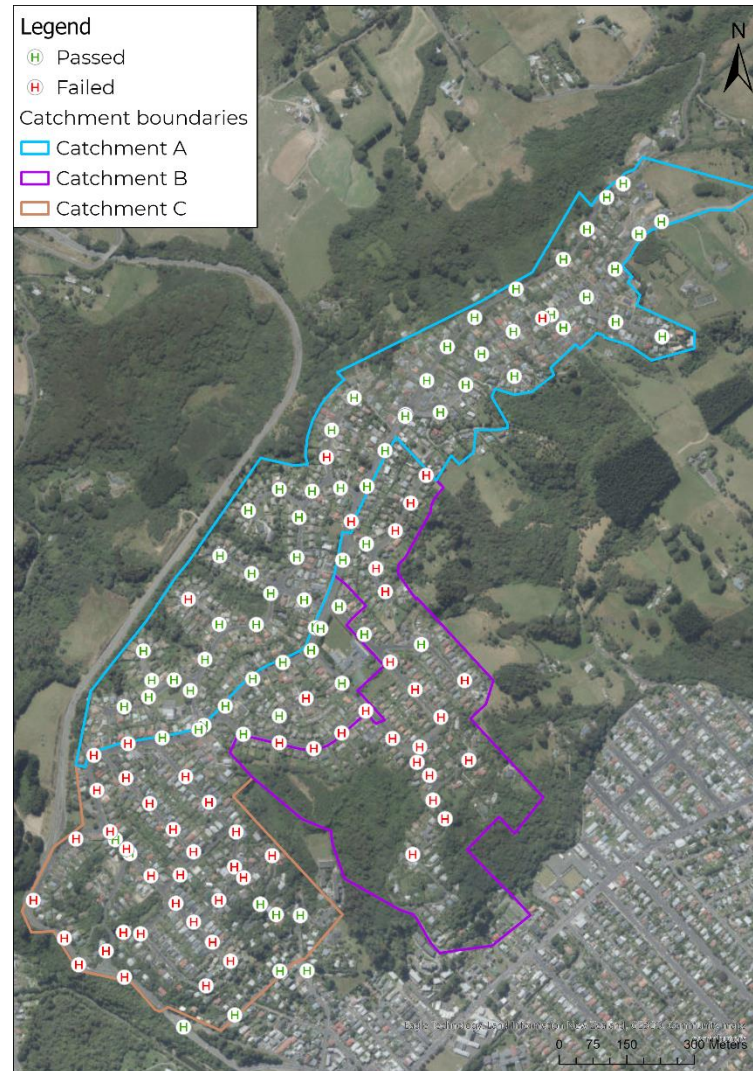 Legend
H Passed
H Failed
Catchment boundaries
Catchment A
Catchment B
Catchment C
N
0 75 150 300 Meters